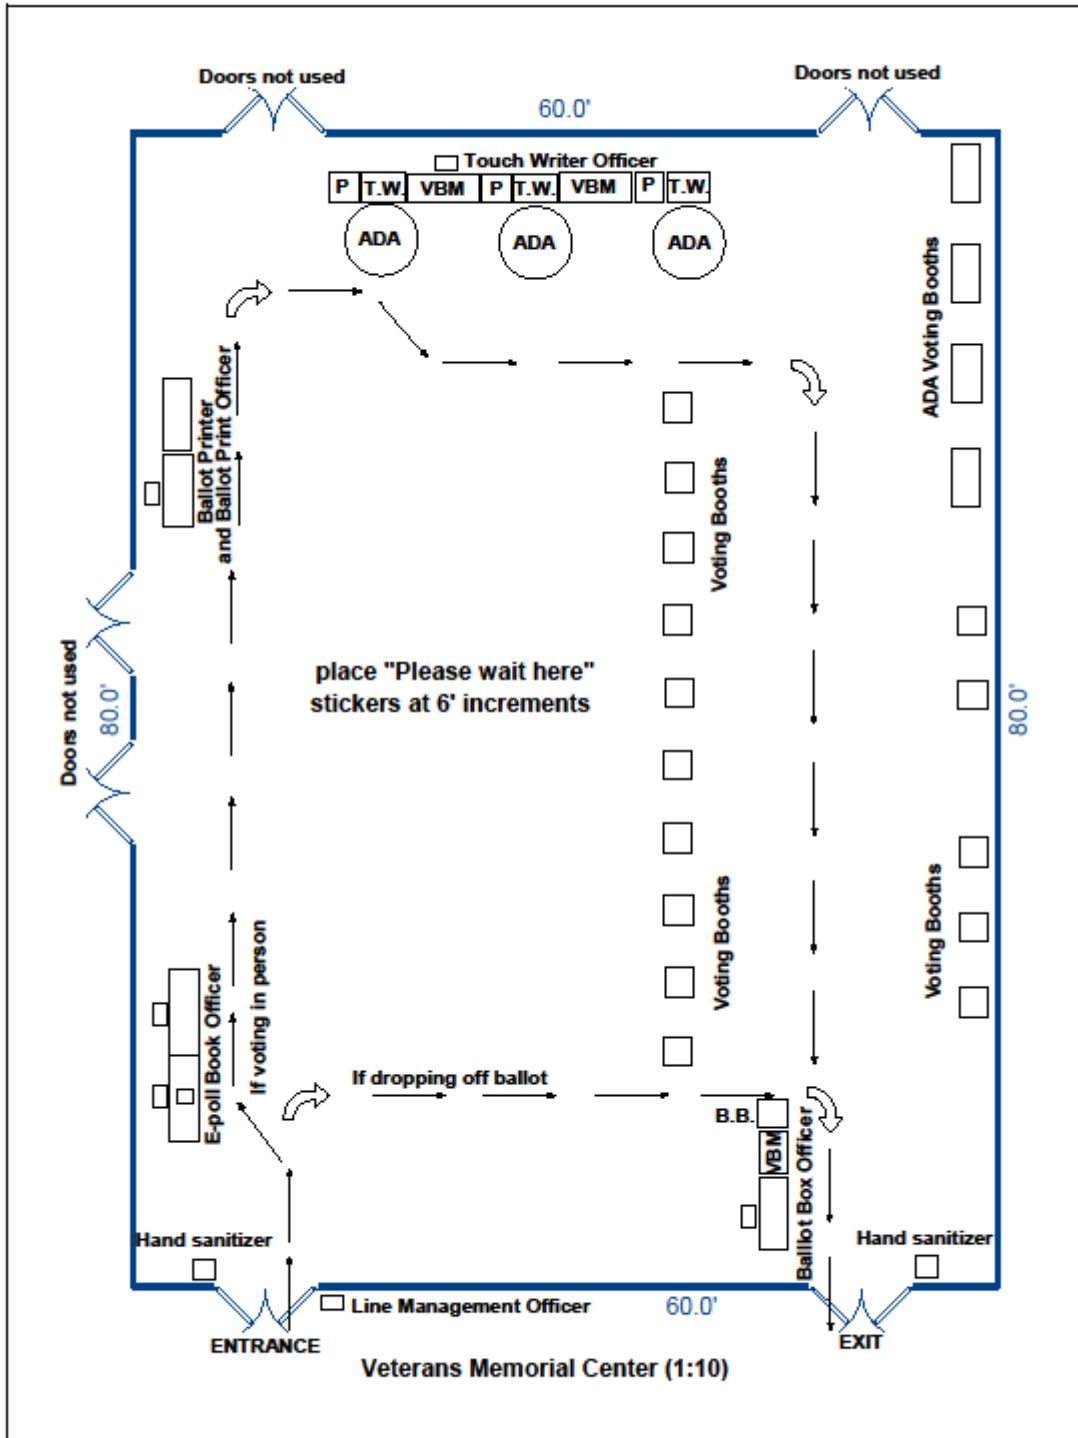 Doors not used
Doors not used
60.0'
Touch Writer Officer
P
T.W.
VBM
P
T.W.
VBM
P
T.W.
ADA
ADA
ADA
ADA Voting Booths
Ballot Printer
and Ballot Print Officer
Voting Booths
place "Please wait here"
stickers at 6' increments
Doors not used
80.0'
80.0'
Voting Booths
Voting Booths
E-poll Book Officer
If voting in person
If dropping off ballot
B.B.
VBM
Balllot Box Officer
Hand sanitizer
Hand sanitizer
Line Management Officer
60.0'
ENTRANCE
EXIT
Veterans Memorial Center (1:10)